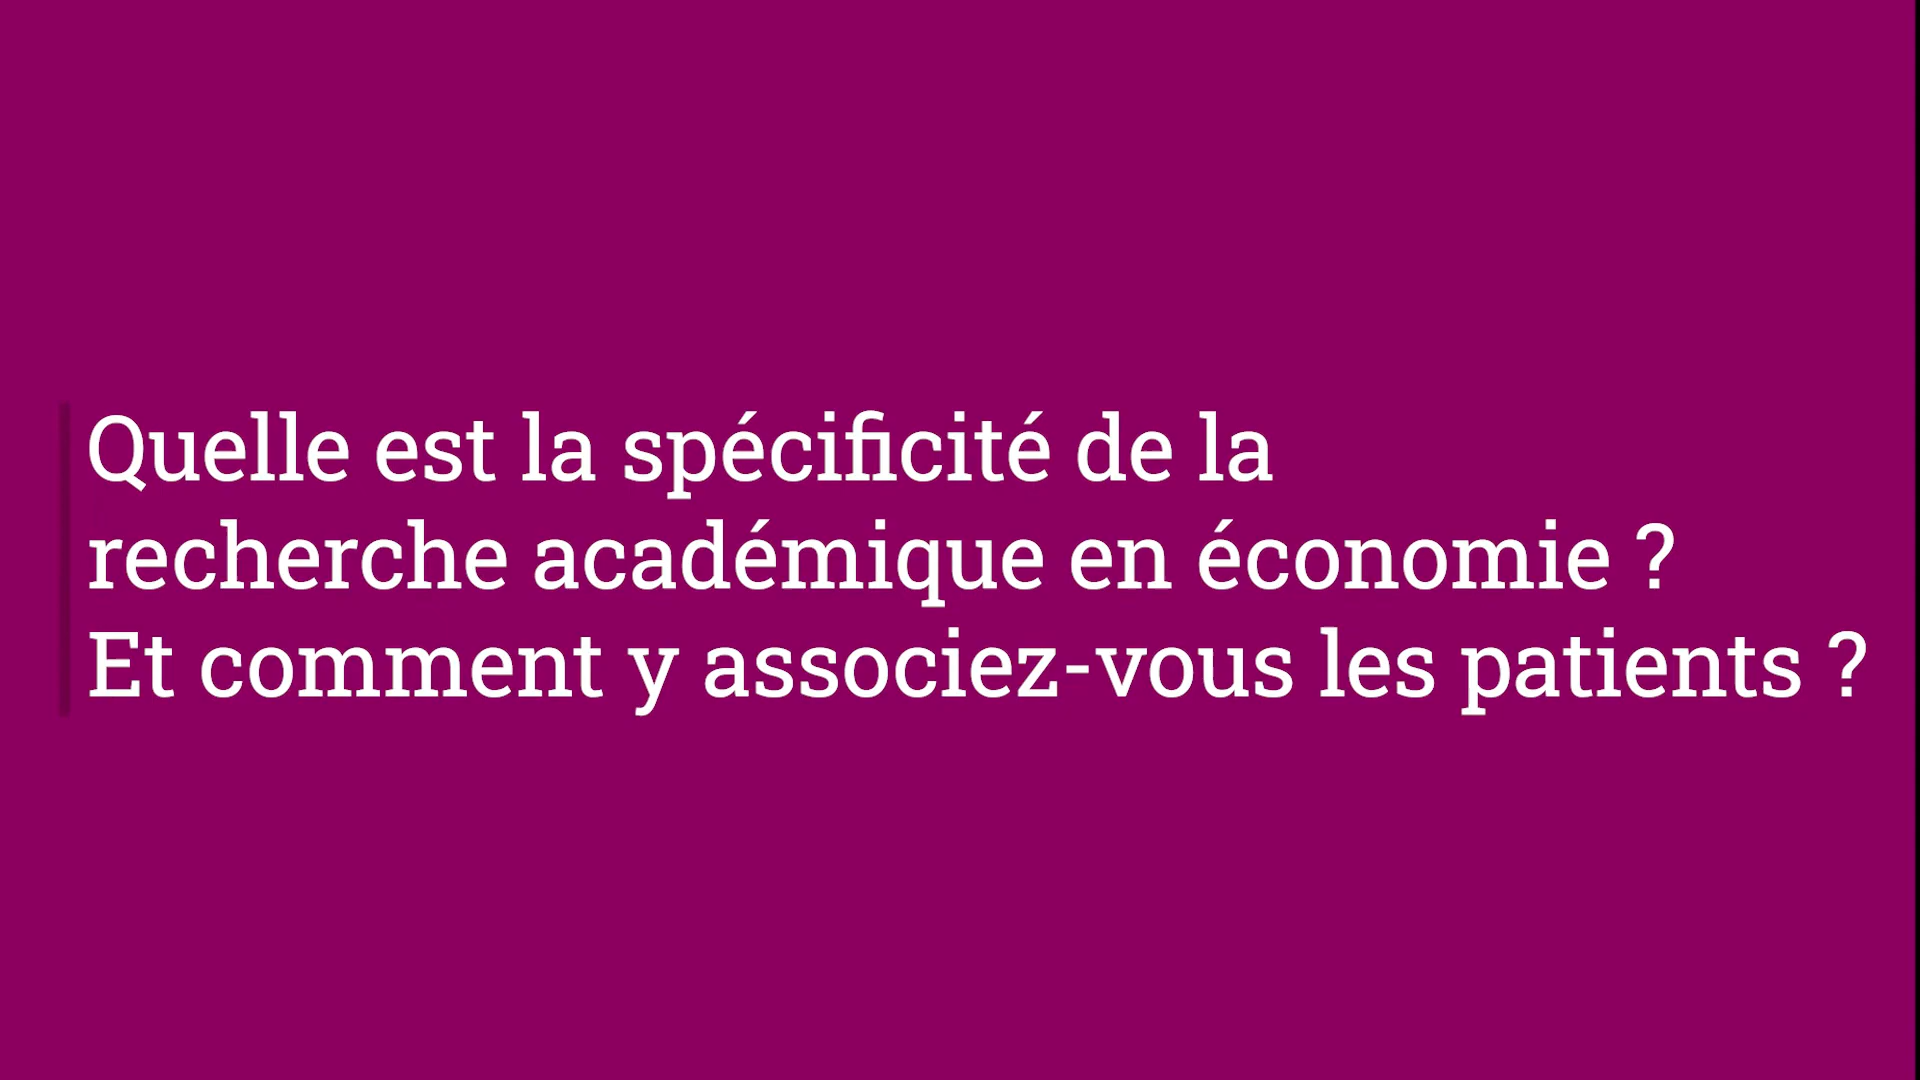 Quelle est la spécificité de la
recherche académique en économie ?
Et comment y associez-vous les patients ?